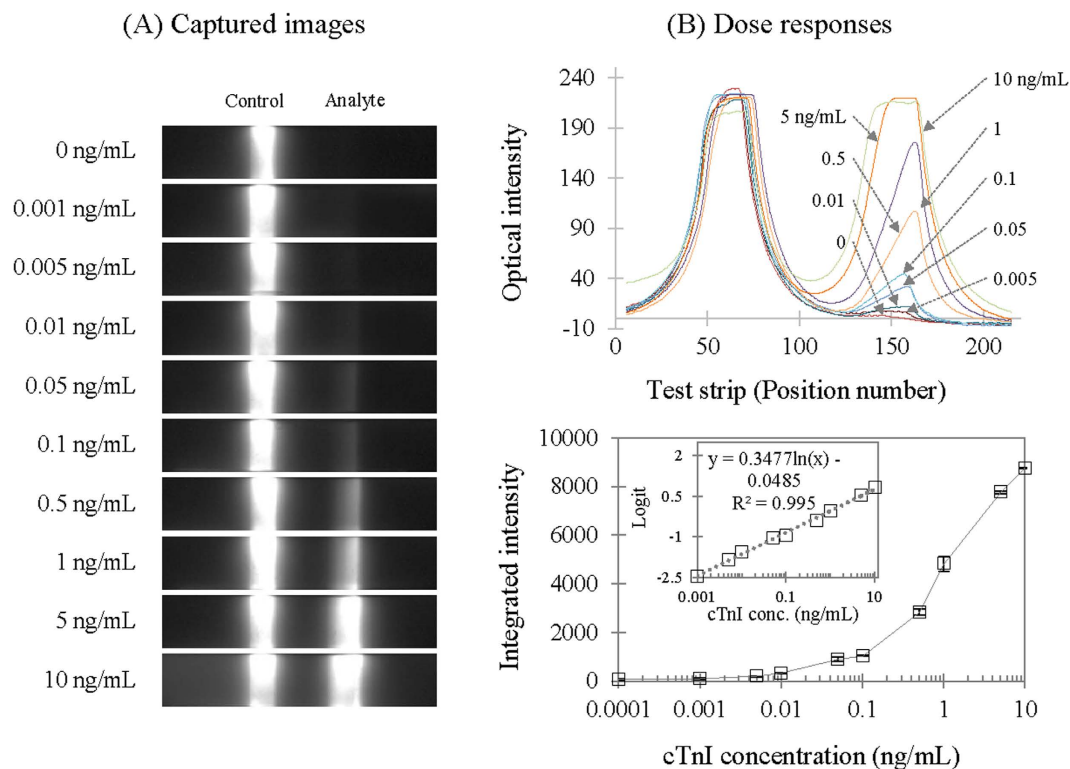 (A) Captured images
Control Analyte
0 ng/mL
0.001 ng/mL
0.005 ng/mL
0.01 ng/mL
0.05 ng/mL
0.1 ng/mL
0.5 ng/mL
1 ng/mL
5 ng/mL
10 ng/mL
(B) Dose responses
Optical intensity
240
190
140
90
40
-10
0 50 100 150 200
Test strip (Position number)
5 ng/mL
0.5
0.01
0
10 ng/mL
1
0.1
0.05
0.005
Integrated intensity
10000
8000
6000
4000
2000
0
0.0001 0.001 0.01 0.1 1 10
cTnI concentration (ng/mL)
Logit
2
0.5
-1
-2.5
y = 0.3477ln(x) -
0.0485
R² = 0.995
0.001 0.1 10
cTnI conc. (ng/mL)